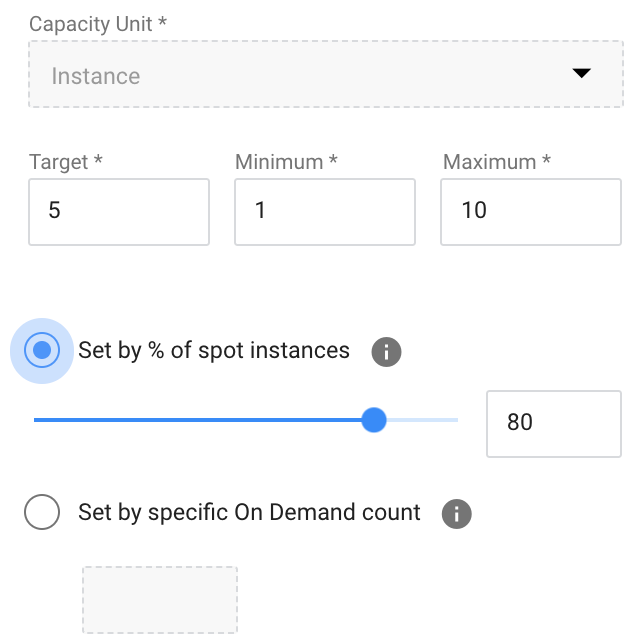 Capacity Unit *
Instance
Target * Minimum * Maximum *
5 1 10
Set by % of spot instances
80
Set by specific On Demand count